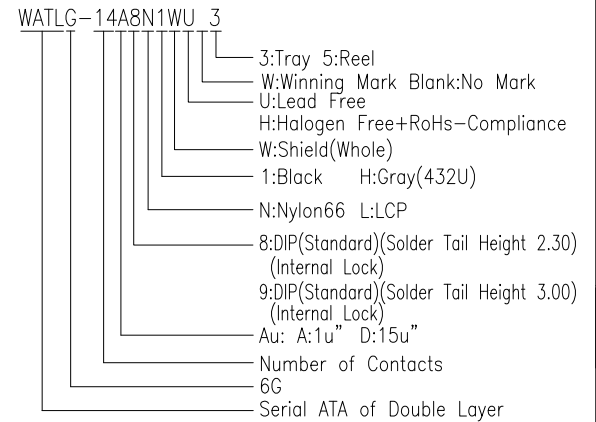 WATLG-14A8N1WU 3
3:Tray 5:Reel
W:Winning Mark Blank:No Mark
U:Lead Free
H:Halogen Free+RoHs-Compliance
W:Shield(Whole)
1:Black H:Gray(432U)
N:Nylon66 L:LCP
8:DIP(Standard)(Solder Tail Height 2.30)
(Internal Lock)
9:DIP(Standard)(Solder Tail Height 3.00)
(Internal Lock)
Au: A:1u” D:15u”
Number of Contacts
6G
Serial ATA of Double Layer